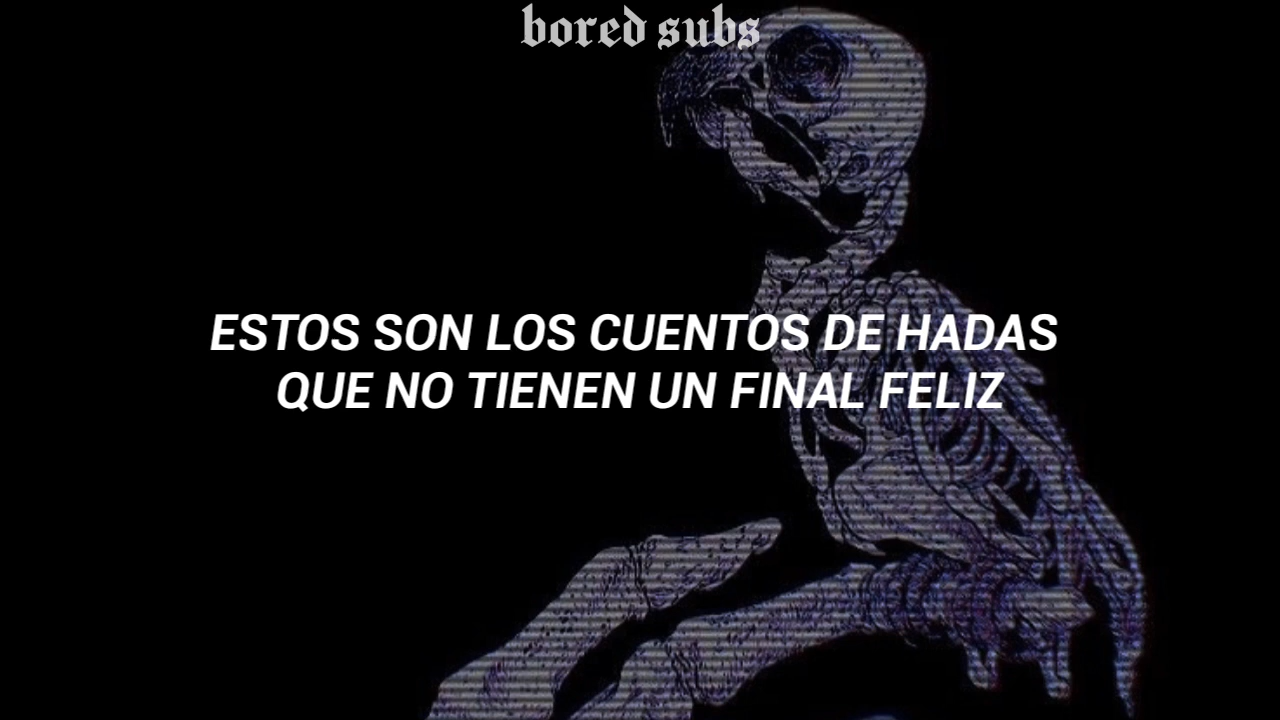 bored subs
ESTOS SON LOS CUENTOS DE HADAS
QUE NO TIENEN UN FINAL FELIZ